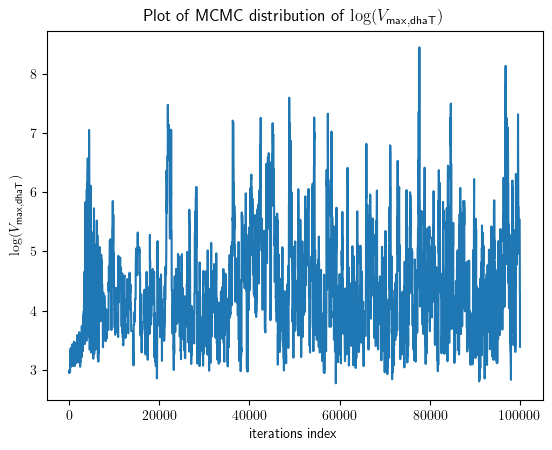 Plot of MCMC distribution of log(V_max,dhaT)
8
7
6
5
4
3
log(V_max,dhaT)
0 20000 40000 60000 80000 100000
iterations index